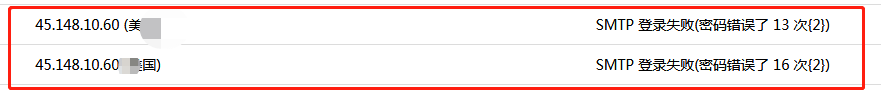 45.148.10.60 (美 SMTP 登录失败(密码错误了 13 次{2})
45.148.10.60 国) SMTP 登录失败(密码错误了 16 次{2})